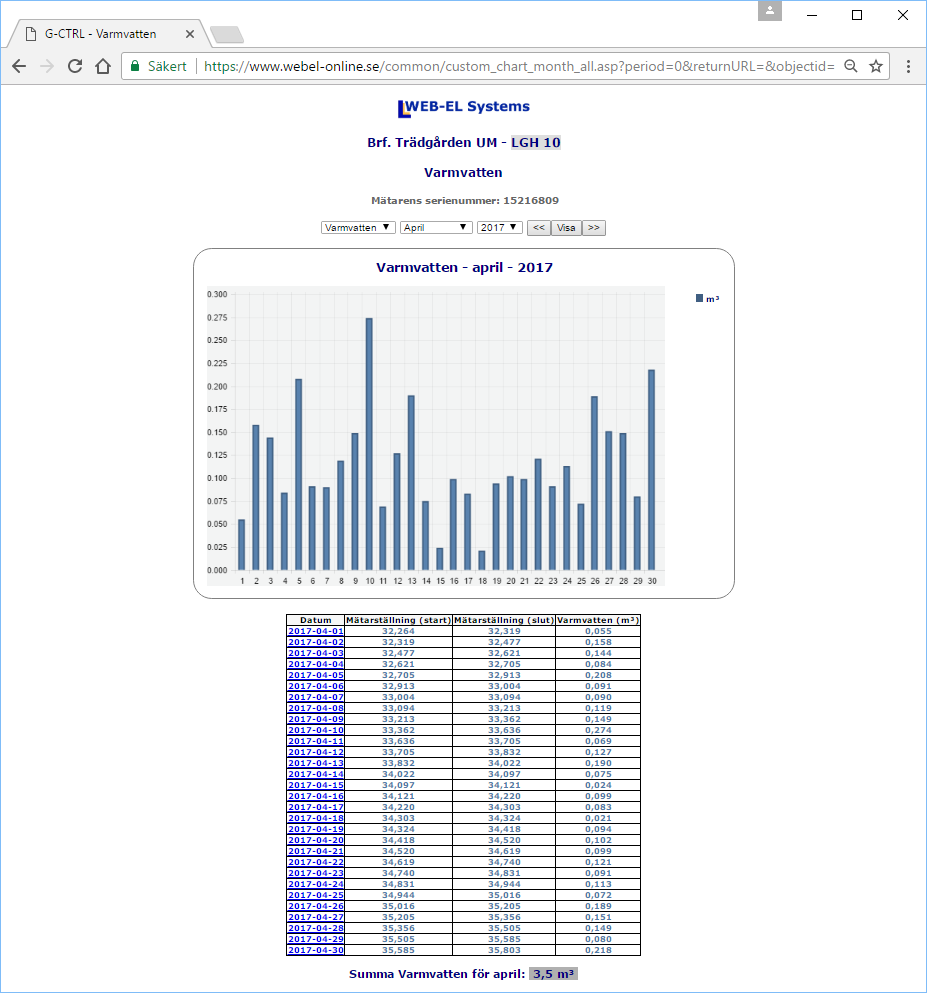 G-CTRL - Varmvatten
Säkert https://www.webel-online.se/common/custom_chart_month_all.asp?period=0&returnURL=&objectid=
WEB-EL Systems
Brf. Trädgården UM - LGH 10
Varmvatten
Mätarens serienummer: 15216809
Varmvatten April 2017 << Visa >>
Varmvatten - april - 2017
m³
0.300
0.275
0.250
0.225
0.200
0.175
0.150
0.125
0.100
0.075
0.050
0.025
0.000
1 2 3 4 5 6 7 8 9 10 11 12 13 14 15 16 17 18 19 20 21 22 23 24 25 26 27 28 29 30
Datum Mätarställning (start) Mätarställning (slut) Varmvatten (m³)
2017-04-01 32,264 32,319 0,055
2017-04-02 32,319 32,477 0,158
2017-04-03 32,477 32,621 0,144
2017-04-04 32,621 32,705 0,084
2017-04-05 32,705 32,913 0,208
2017-04-06 32,913 33,004 0,091
2017-04-07 33,004 33,094 0,090
2017-04-08 33,094 33,213 0,119
2017-04-09 33,213 33,362 0,149
2017-04-10 33,362 33,636 0,274
2017-04-11 33,636 33,705 0,069
2017-04-12 33,705 33,832 0,127
2017-04-13 33,832 34,022 0,190
2017-04-14 34,022 34,097 0,075
2017-04-15 34,097 34,121 0,024
2017-04-16 34,121 34,220 0,099
2017-04-17 34,220 34,303 0,083
2017-04-18 34,303 34,324 0,021
2017-04-19 34,324 34,418 0,094
2017-04-20 34,418 34,520 0,102
2017-04-21 34,520 34,619 0,099
2017-04-22 34,619 34,740 0,121
2017-04-23 34,740 34,831 0,091
2017-04-24 34,831 34,944 0,113
2017-04-25 34,944 35,016 0,072
2017-04-26 35,016 35,205 0,189
2017-04-27 35,205 35,356 0,151
2017-04-28 35,356 35,505 0,149
2017-04-29 35,505 35,585 0,080
2017-04-30 35,585 35,803 0,218
Summa Varmvatten för april: 3,5 m³